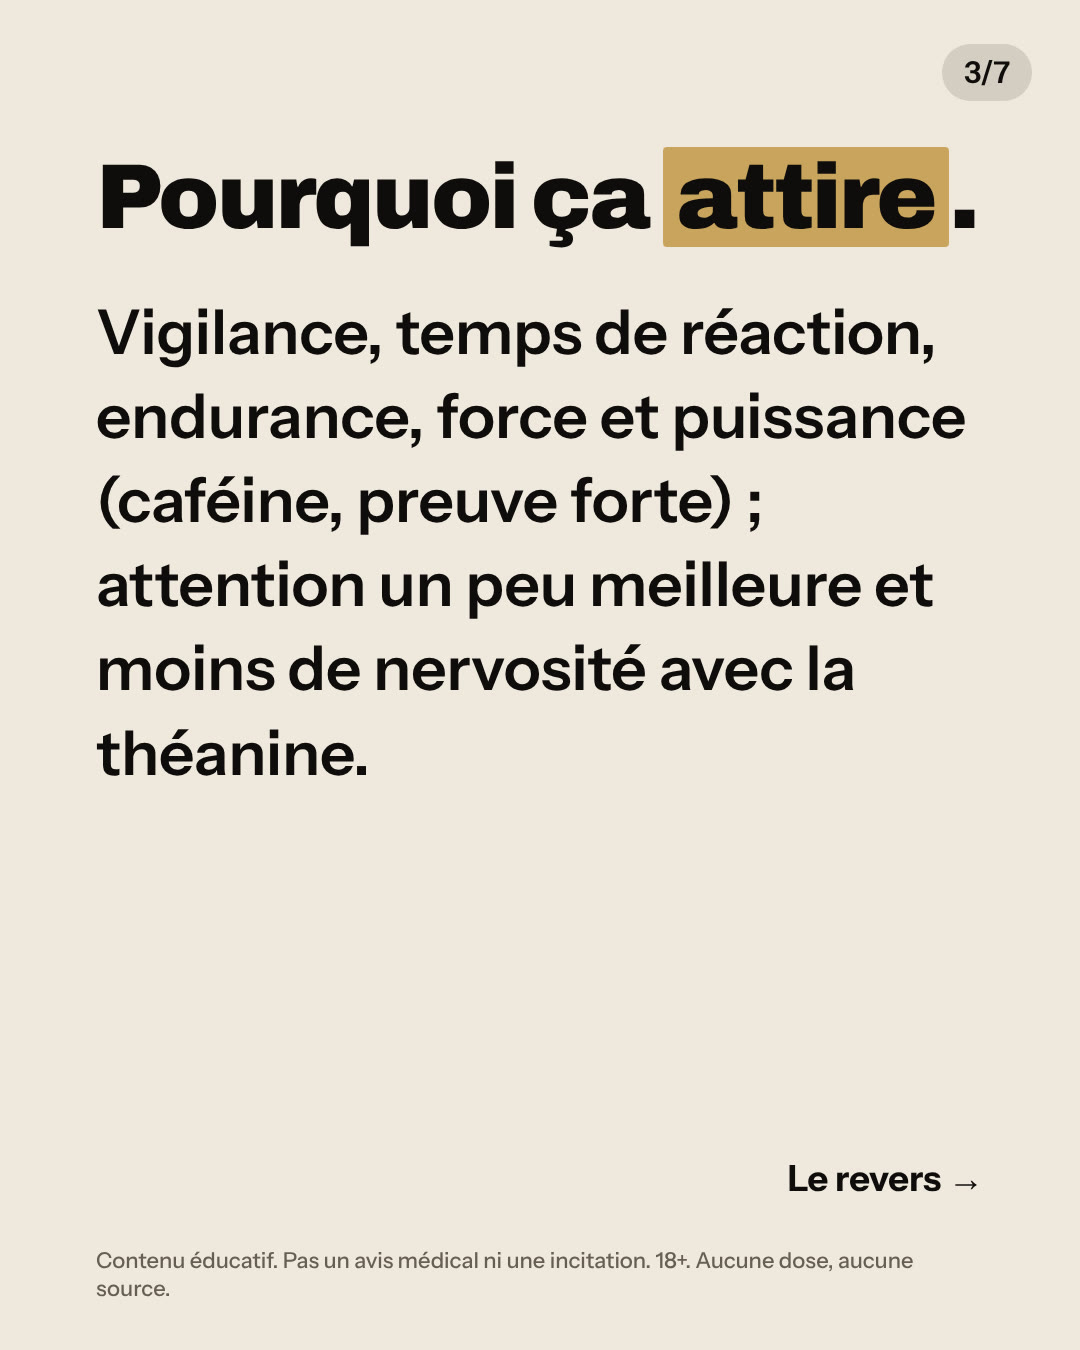 3/7
Pourquoi ça attire.
Vigilance, temps de réaction,
endurance, force et puissance
(caféine, preuve forte) ;
attention un peu meilleure et
moins de nervosité avec la
théanine.
Le revers →
Contenu éducatif. Pas un avis médical ni une incitation. 18+. Aucune dose, aucune
source.